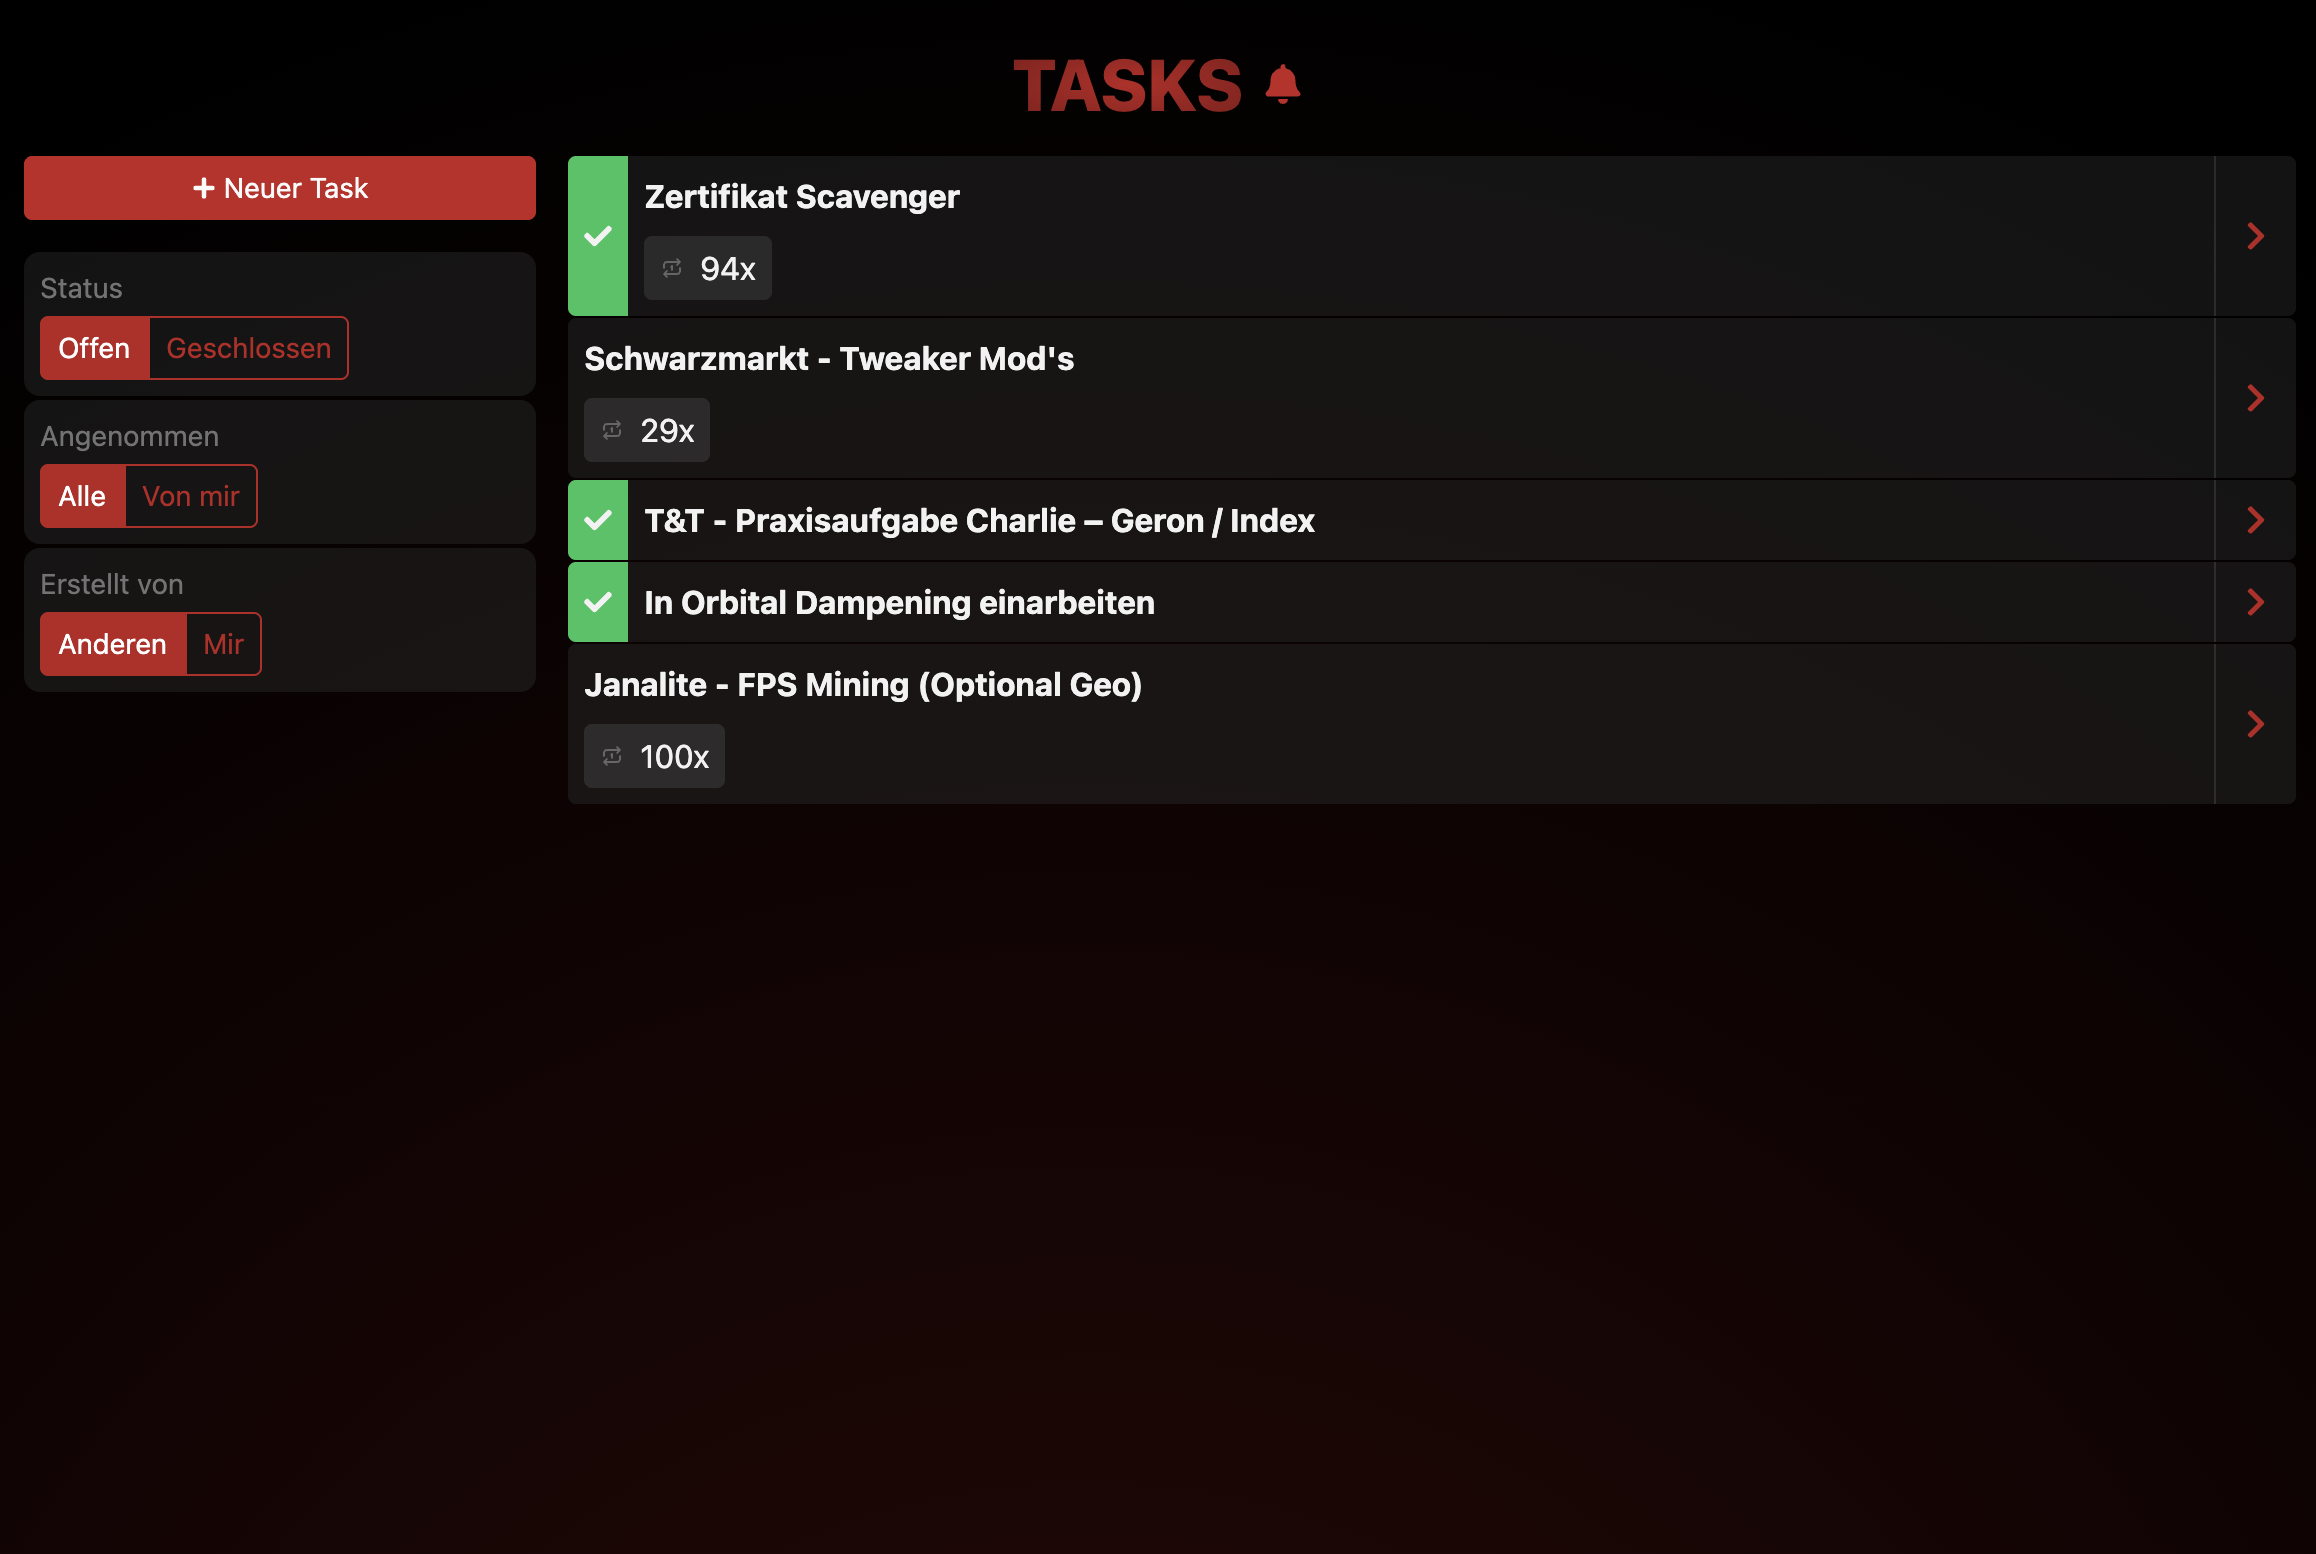 TASKS
Neuer Task
Status
Offen Geschlossen
Angenommen
Alle Von mir
Erstellt von
Anderen Mir
Zertifikat Scavenger
94x
Schwarzmarkt - Tweaker Mod's
29x
T&T - Praxisaufgabe Charlie – Geron / Index
In Orbital Dampening einarbeiten
Janalite - FPS Mining (Optional Geo)
100x